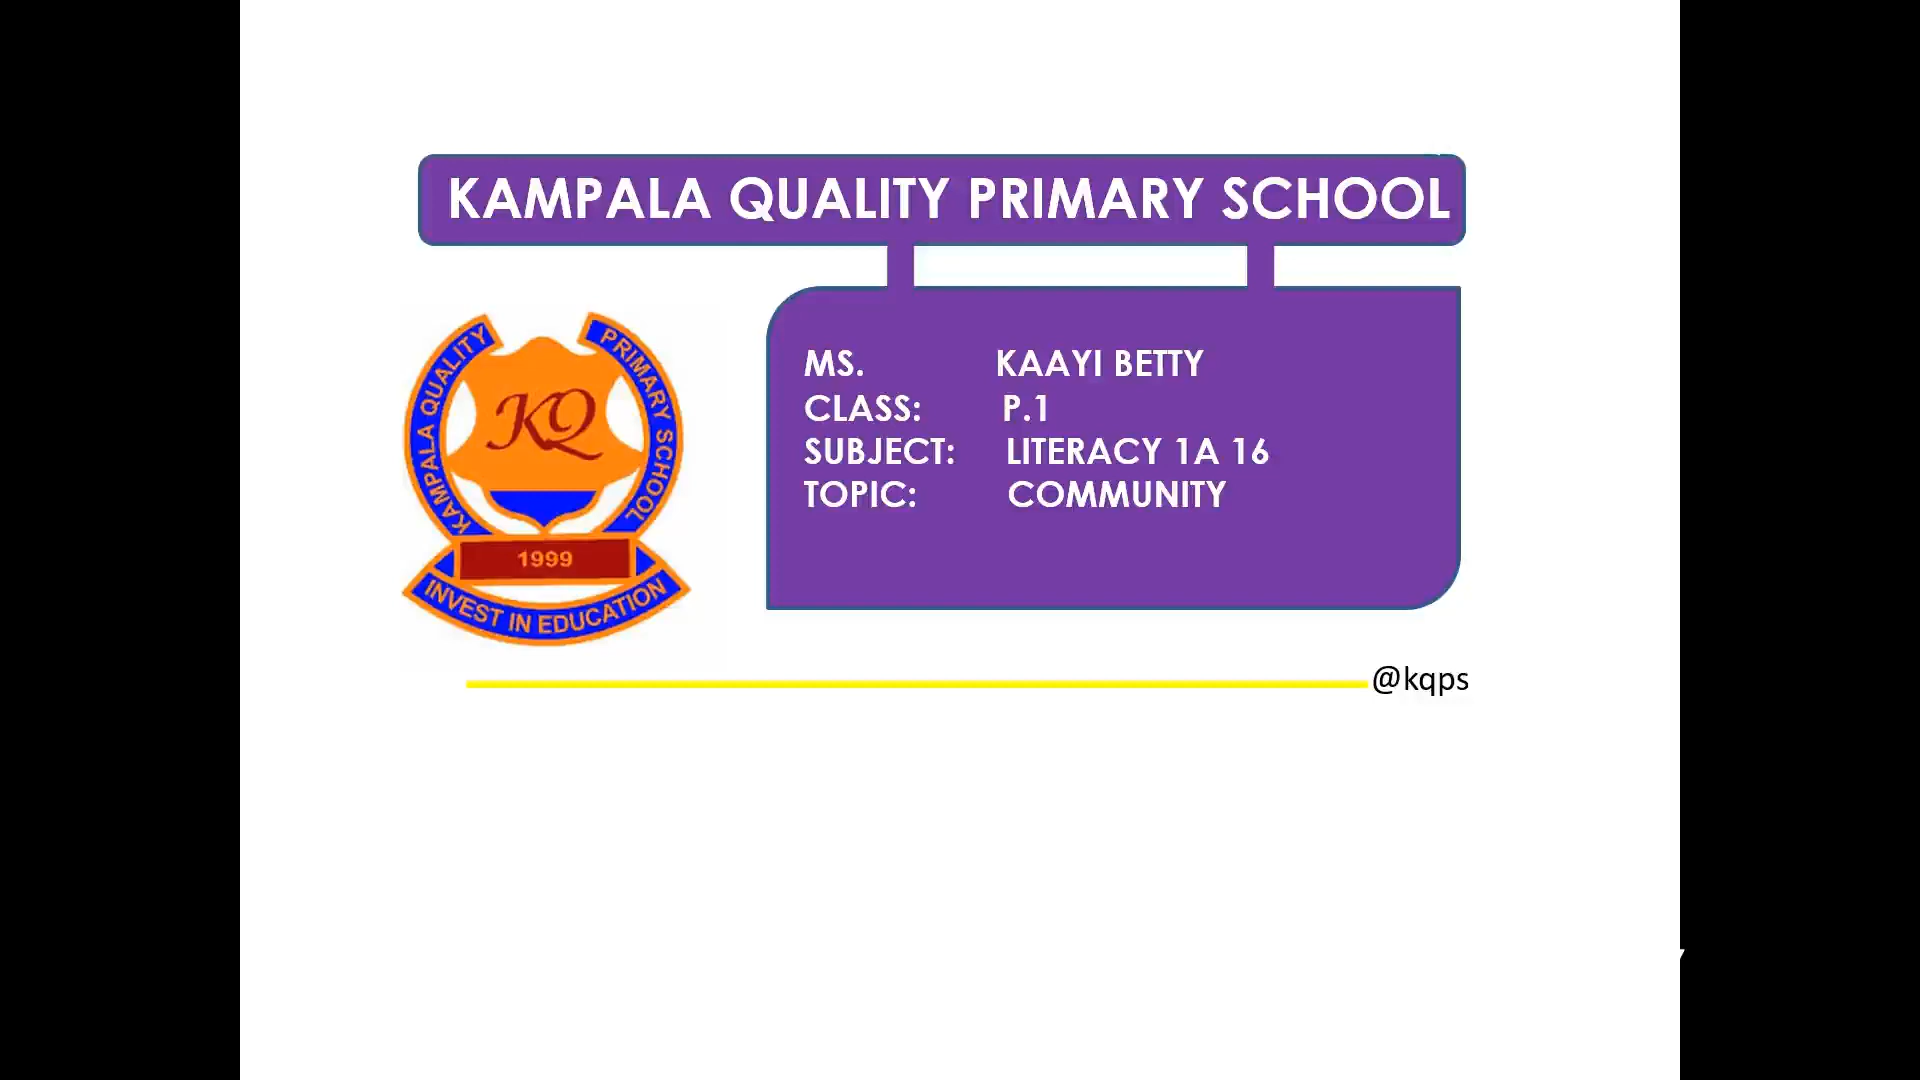 KAMPALA QUALITY PRIMARY SCHOOL
KAMPALA QUALITY
PRIMARY SCHOOL
KQ
1999
INVEST IN EDUCATION
MS. KAAYI BETTY
CLASS: P.1
SUBJECT: LITERACY 1A 16
TOPIC: COMMUNITY
@kqps